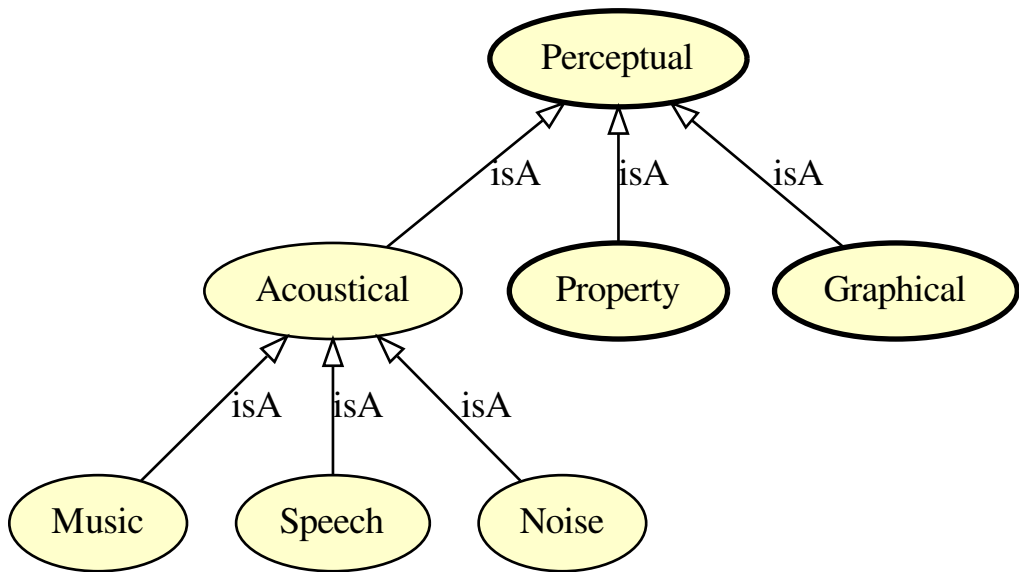 Perceptual
isA isA isA
Acoustical Property Graphical
isA isA isA
Music Speech Noise